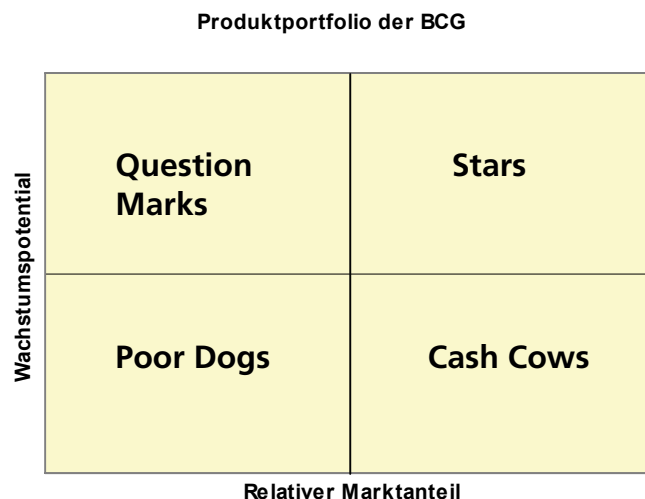 Produktportfolio der BCG
Question
Marks
Stars
Wachstumspotential
Poor Dogs
Cash Cows
Relativer Marktanteil